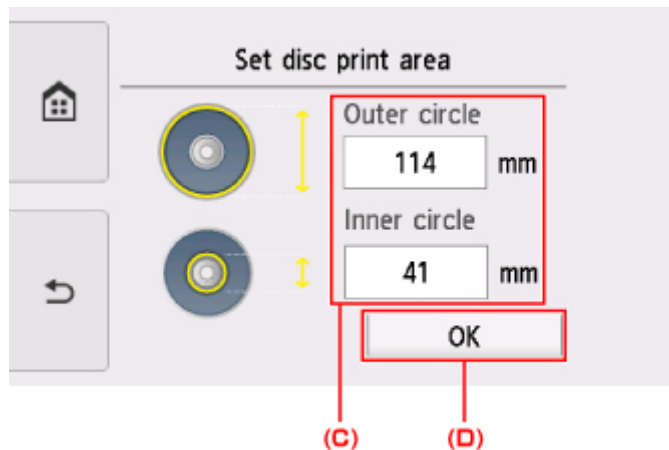 Set disc print area
Outer circle
114 mm
Inner circle
41 mm
OK
(C) (D)